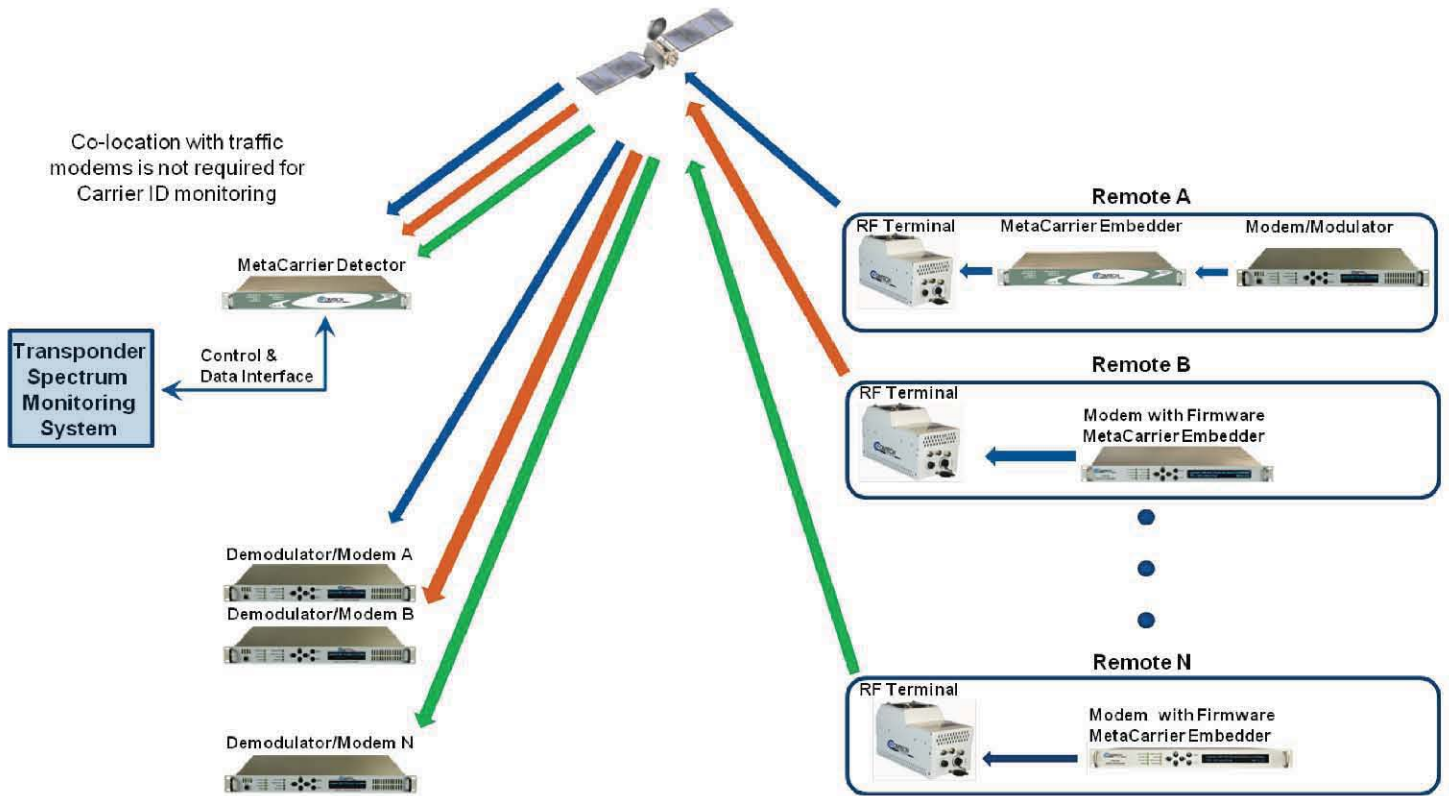 Co-location with traffic
modems is not required for
Carrier ID monitoring
MetaCarrier Detector
Transponder
Spectrum
Monitoring
System
Control &
Data Interface
Demodulator/Modem A
Demodulator/Modem B
Demodulator/Modem N
Remote A
RF Terminal
MetaCarrier Embedder
Modem/Modulator
Remote B
RF Terminal
Modem with Firmware
MetaCarrier Embedder
Remote N
RF Terminal
Modem with Firmware
MetaCarrier Embedder